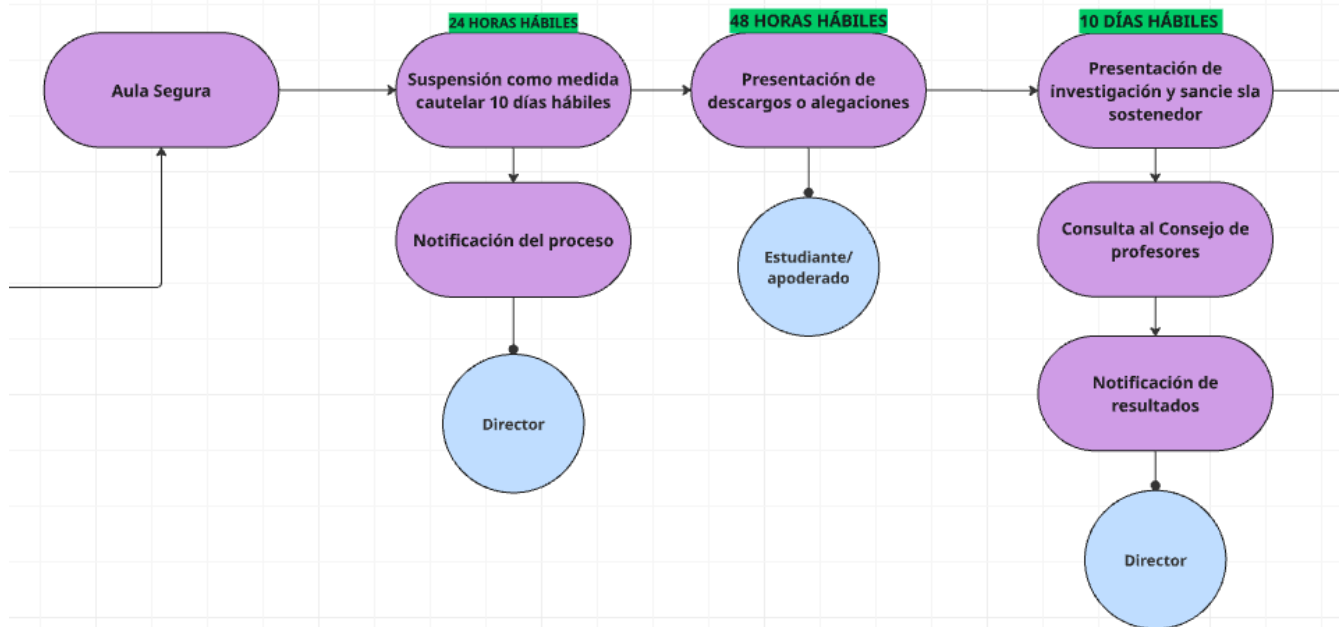 24 HORAS HÁBILES
48 HORAS HÁBILES
10 DÍAS HÁBILES
Aula Segura
Suspensión como medida
cautelar 10 días hábiles
Presentación de
descargos o alegaciones
Presentación de
investigación y sancie sla
sostenedor
Notificación del proceso
Estudiante/
apoderado
Consulta al Consejo de
profesores
Director
Notificación de
resultados
Director